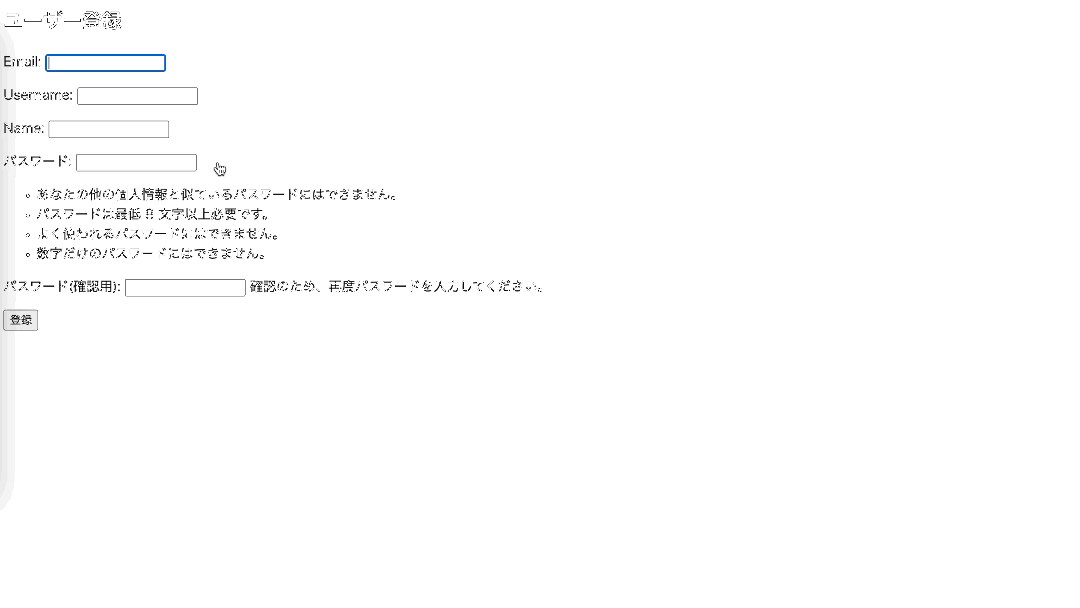 ユーザー登録
Email:
Username:
Name:
パスワード:
あなたの他の個人情報と似ているパスワードにはできません。
パスワードは最低 8 文字以上必要です。
よく使われるパスワードにはできません。
数字だけのパスワードにはできません。
パスワード(確認用): 確認のため、再度パスワードを入力してください。
登録